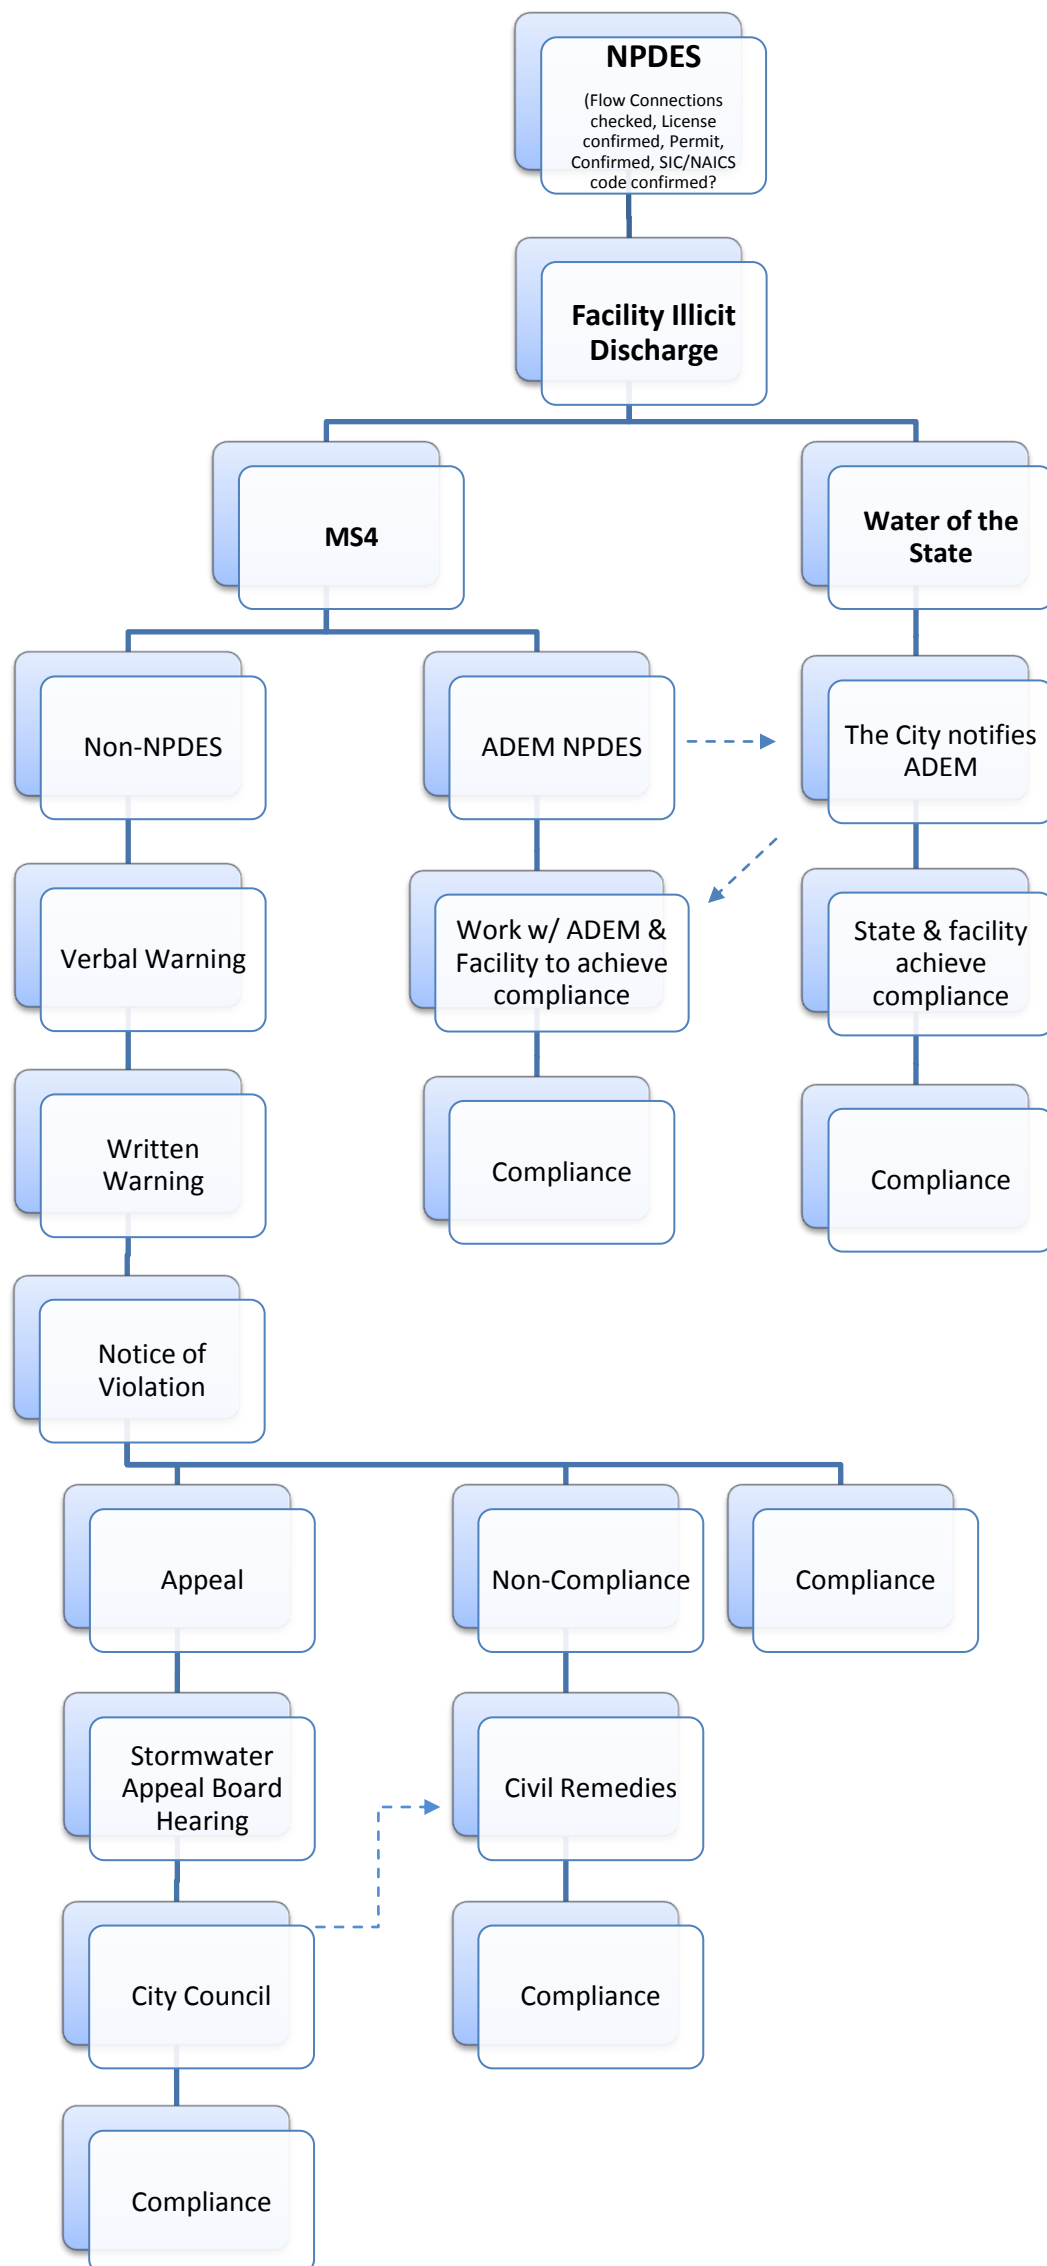 NPDES
(Flow Connections
checked, License
confirmed, Permit,
Confirmed, SIC/NAICS
code confirmed?
Facility Illicit
Discharge
MS4
Water of the
State
Non-NPDES
ADEM NPDES
The City notifies
ADEM
Verbal Warning
Work w/ ADEM &
Facility to achieve
compliance
State & facility
achieve
compliance
Written
Warning
Compliance
Compliance
Notice of
Violation
Appeal
Non-Compliance
Compliance
Stormwater
Appeal Board
Hearing
Civil Remedies
City Council
Compliance
Compliance